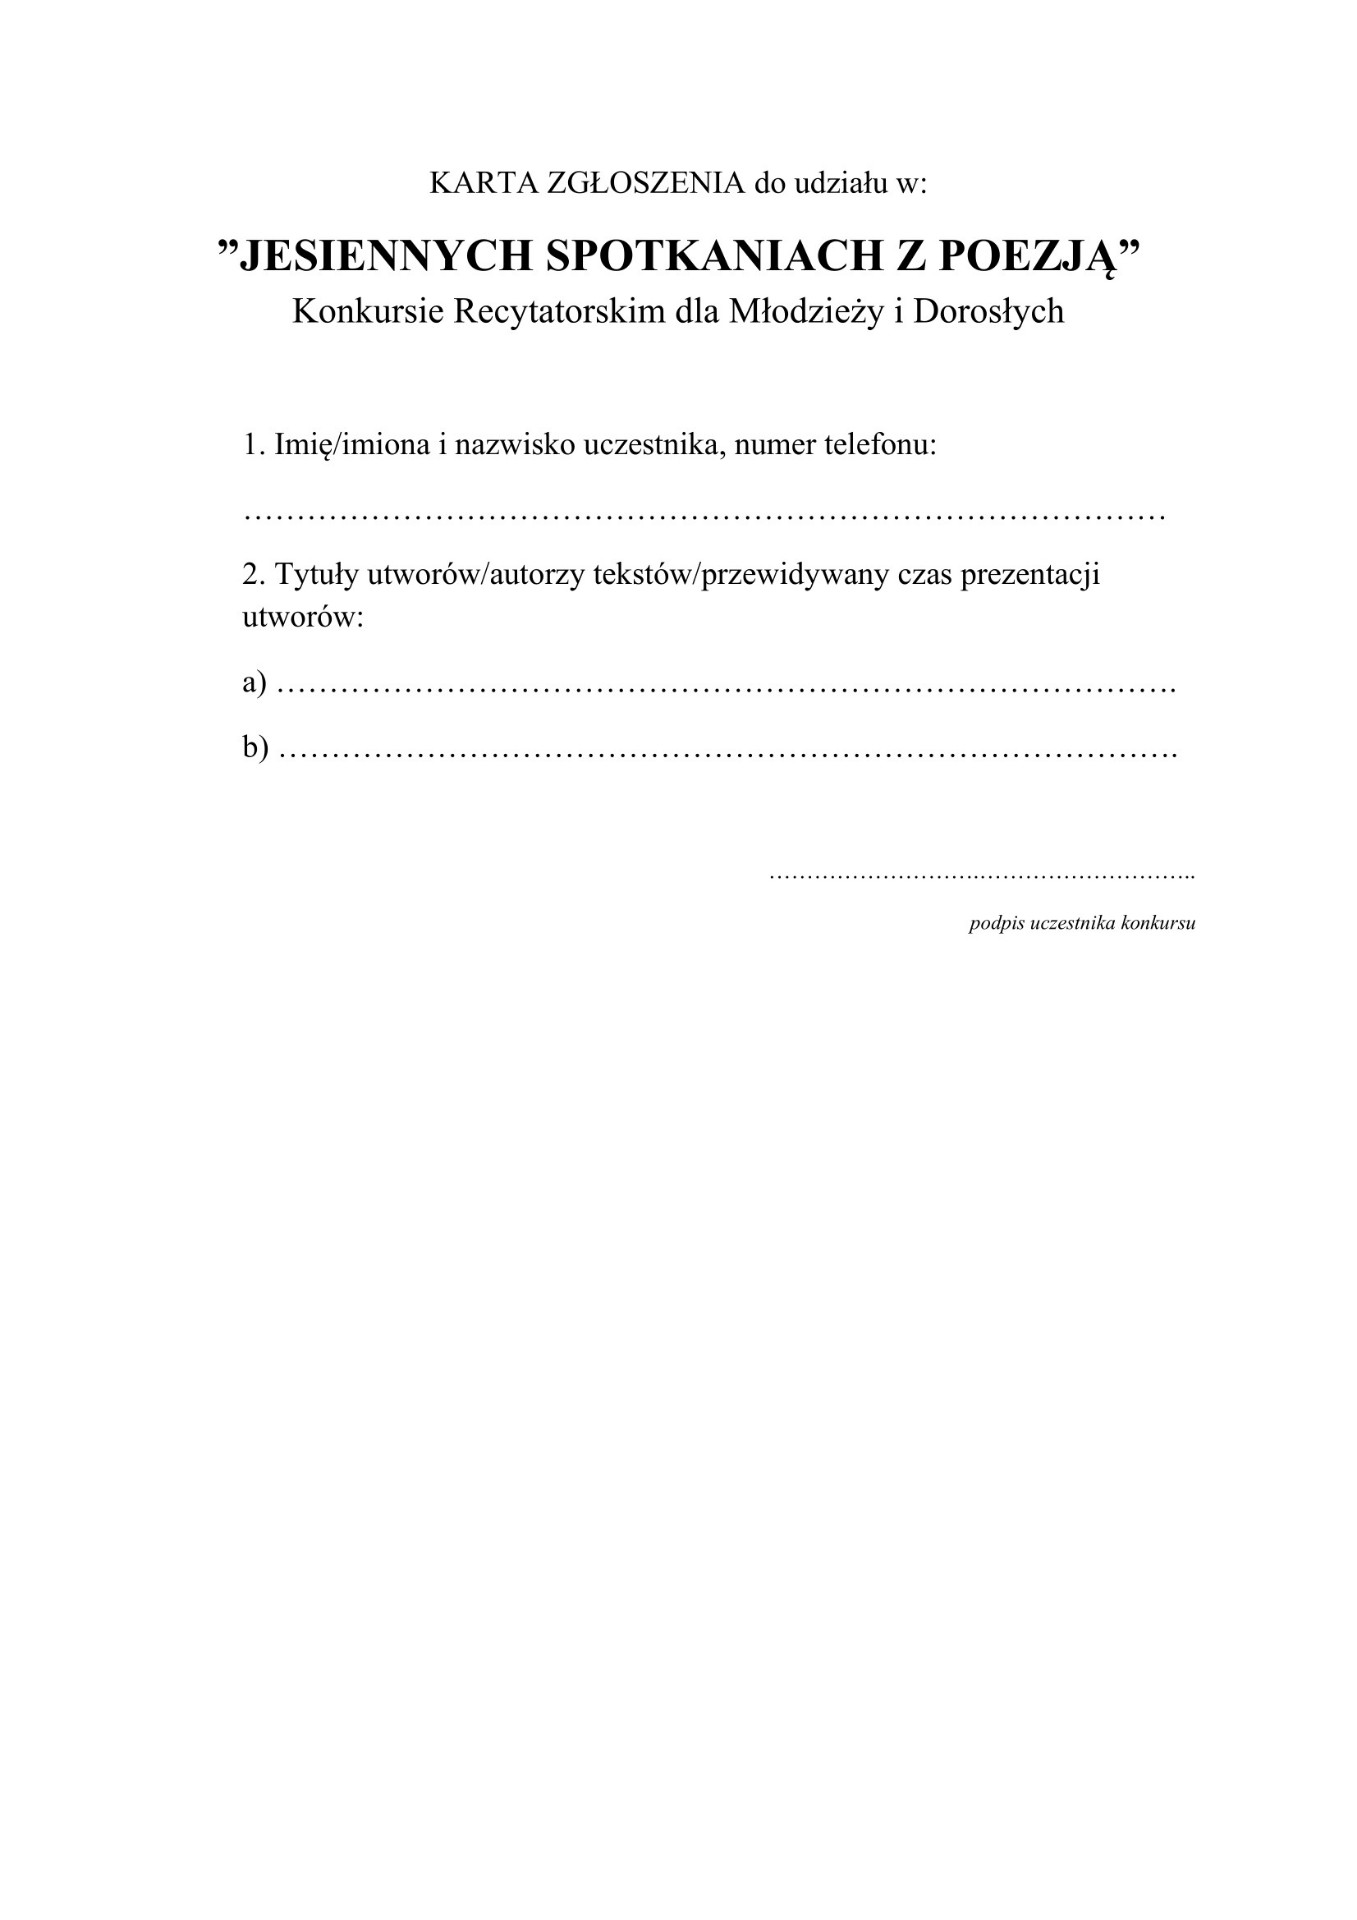 KARTA ZGŁOSZENIA do udziału w:
”JESIENNYCH SPOTKANIACH Z POEZJĄ”
Konkursie Recytatorskim dla Młodzieży i Dorosłych
1. Imię/imiona i nazwisko uczestnika, numer telefonu:
……………………………………………………………………………
2. Tytuły utworów/autorzy tekstów/przewidywany czas prezentacji
utworów:
a) ………………………………………………………………………….
b) ………………………………………………………………………….
……………………….………………………..
podpis uczestnika konkursu